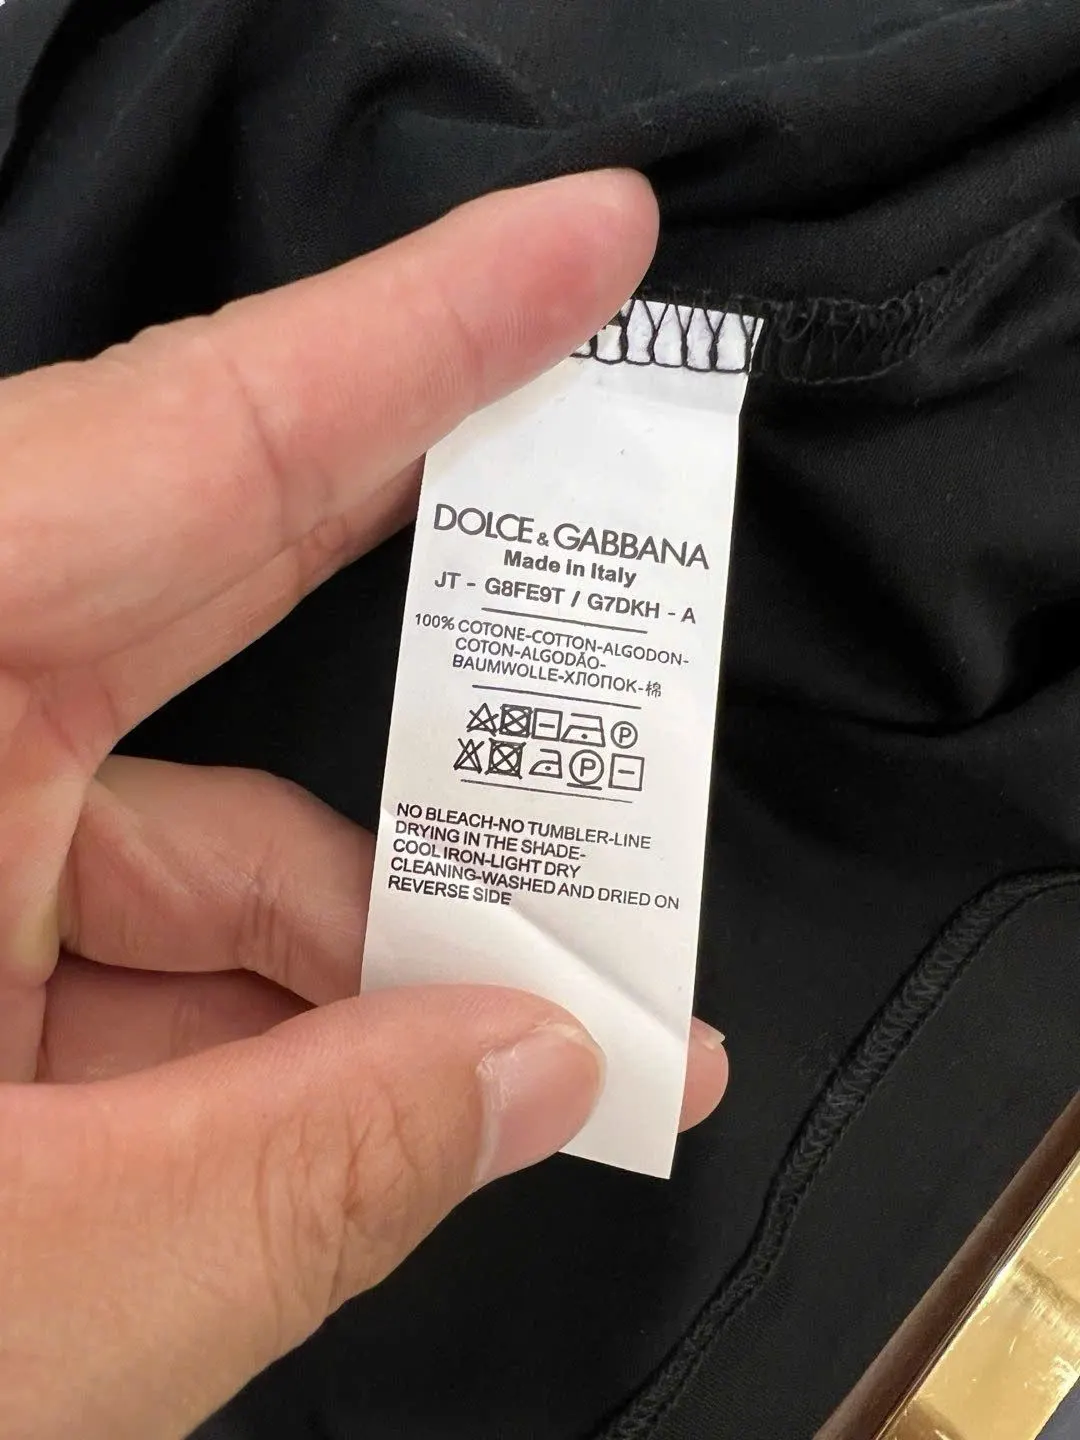 DOLCE & GABBANA
Made in Italy
JT - G8FE9T / G7DKH - A
100% COTONE-COTTON-ALGODON-
COTON-ALGODÃO-
BAUMWOLLE-ХЛОПОК-棉
P
P
NO BLEACH-NO TUMBLER-LINE
DRYING IN THE SHADE-
COOL IRON-LIGHT DRY
CLEANING-WASHED AND DRIED ON
REVERSE SIDE